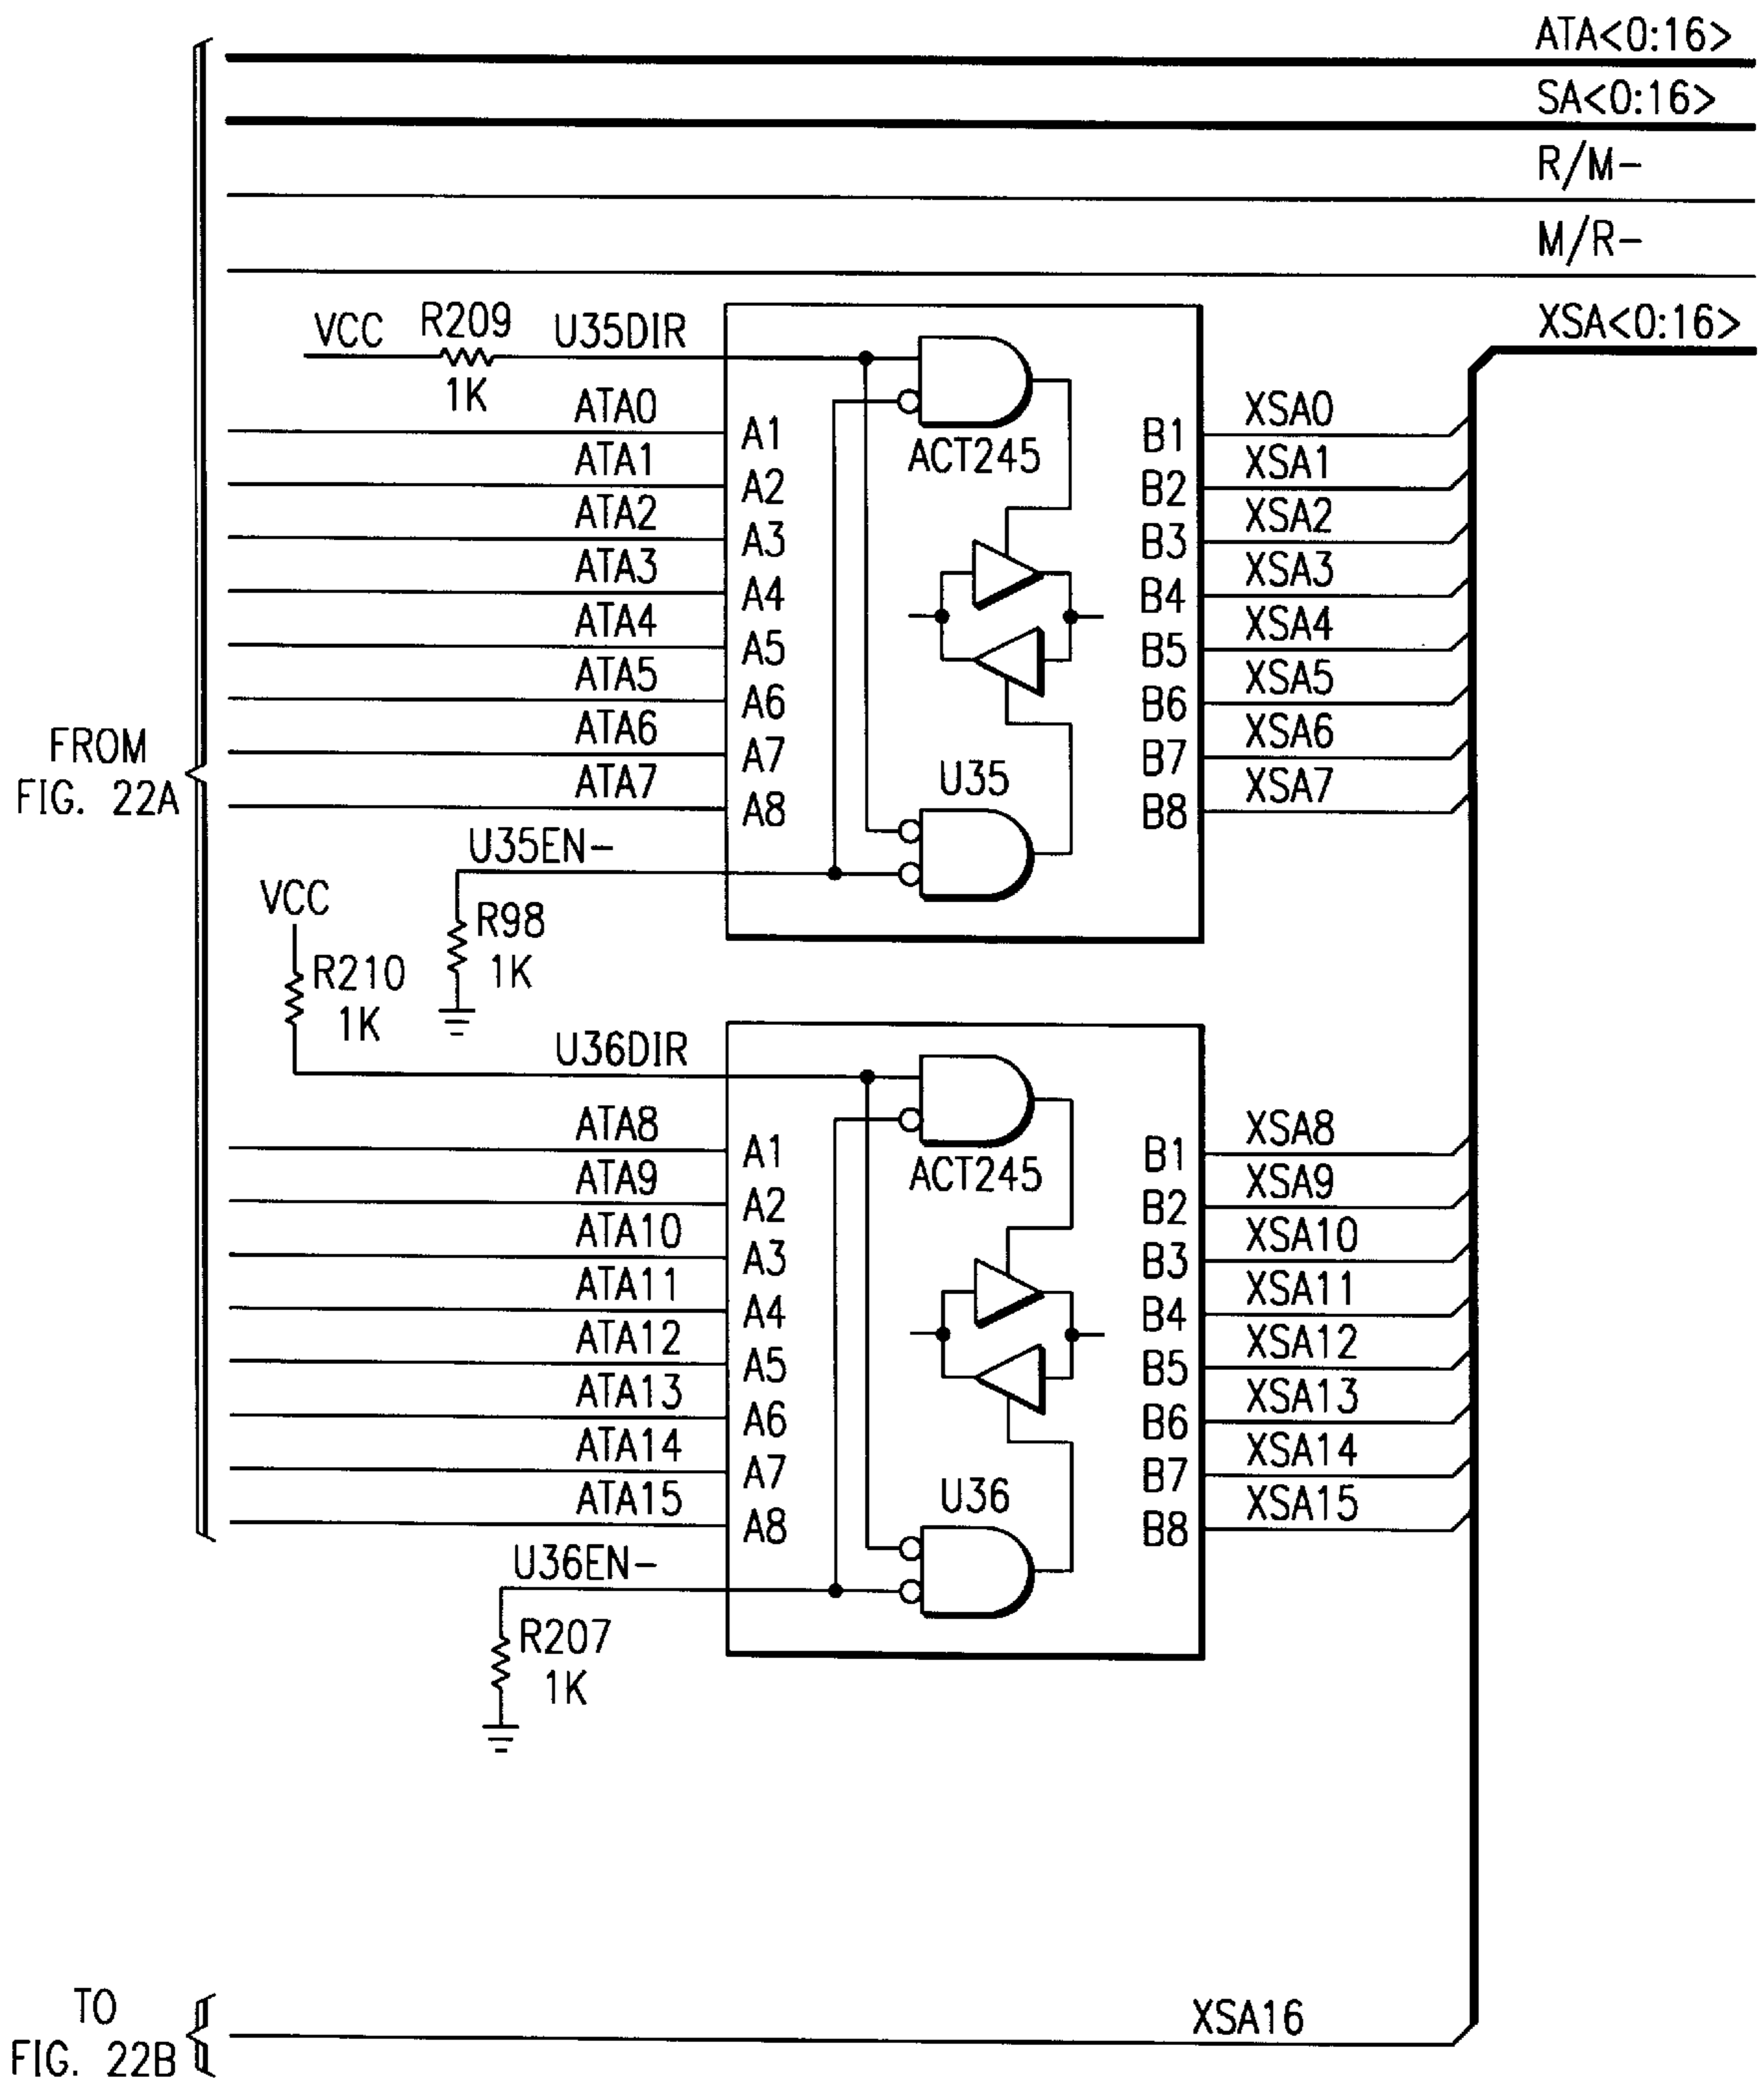 ATA<0:16>
SA<0:16>
R/M-
M/R-
XSA<0:16>
VCC
R209
1K
U35DIR
ATA0
ATA1
ATA2
ATA3
ATA4
ATA5
ATA6
ATA7
A1
A2
A3
A4
A5
A6
A7
A8
ACT245
U35
B1
B2
B3
B4
B5
B6
B7
B8
XSA0
XSA1
XSA2
XSA3
XSA4
XSA5
XSA6
XSA7
FROM
FIG. 22A
U35EN-
R98
1K
VCC
R210
1K
U36DIR
ATA8
ATA9
ATA10
ATA11
ATA12
ATA13
ATA14
ATA15
A1
A2
A3
A4
A5
A6
A7
A8
ACT245
U36
B1
B2
B3
B4
B5
B6
B7
B8
XSA8
XSA9
XSA10
XSA11
XSA12
XSA13
XSA14
XSA15
U36EN-
R207
1K
TO
FIG. 22B
XSA16